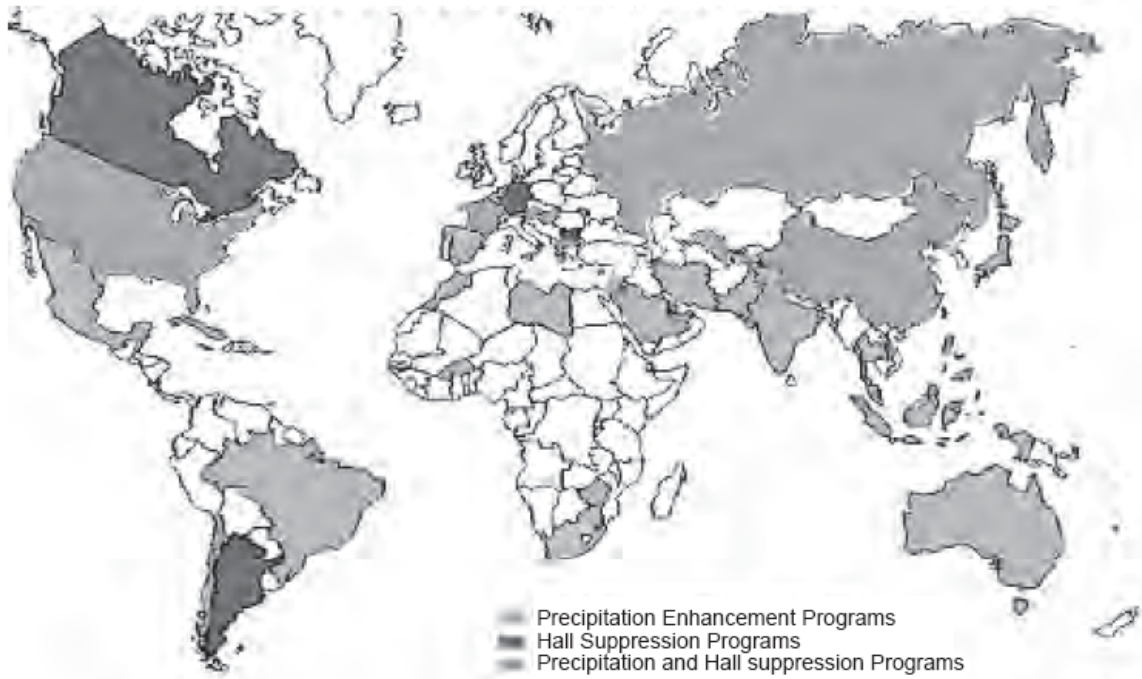 Precipitation Enhancement Programs
Hall Suppression Programs
Precipitation and Hall suppression Programs